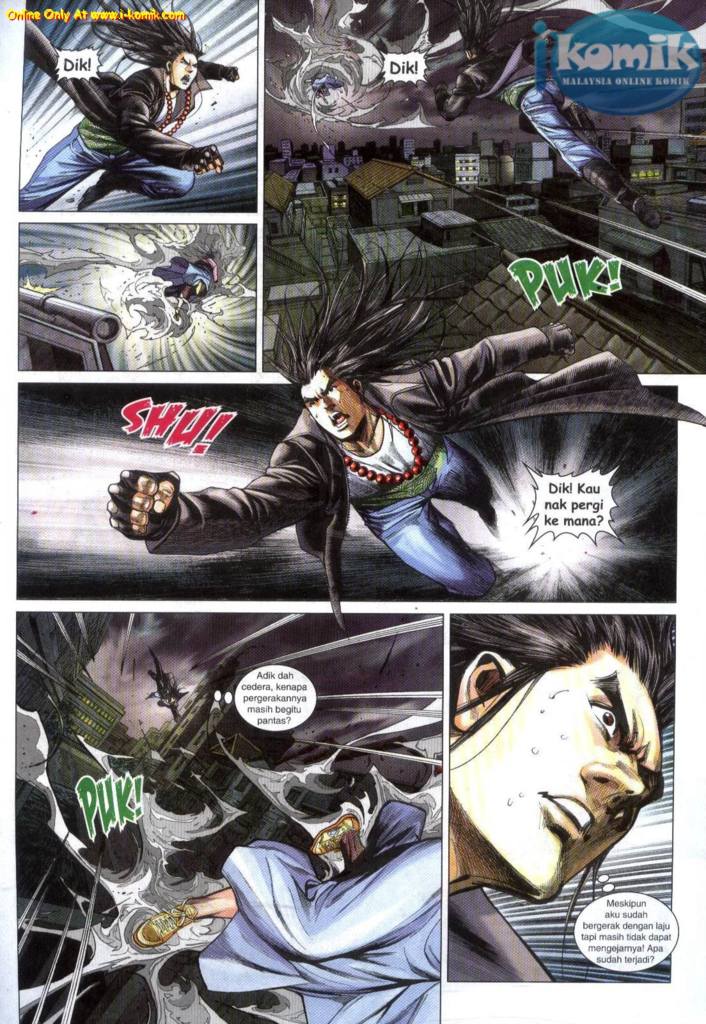 Online Only At www.i-komik.com
ikomik
MALAYSIA ONLINE KOMIK
Dik!
Dik!
PUK!
SHU!
Dik! Kau
nak pergi
ke mana?
Adik dah
cedera, kenapa
pergerakannya
masih begitu
pantas?
PUK!
Meskipun
aku sudah
bergerak dengan laju
tapi masih tidak dapat
mengejarnya! Apa
sudah terjadi?